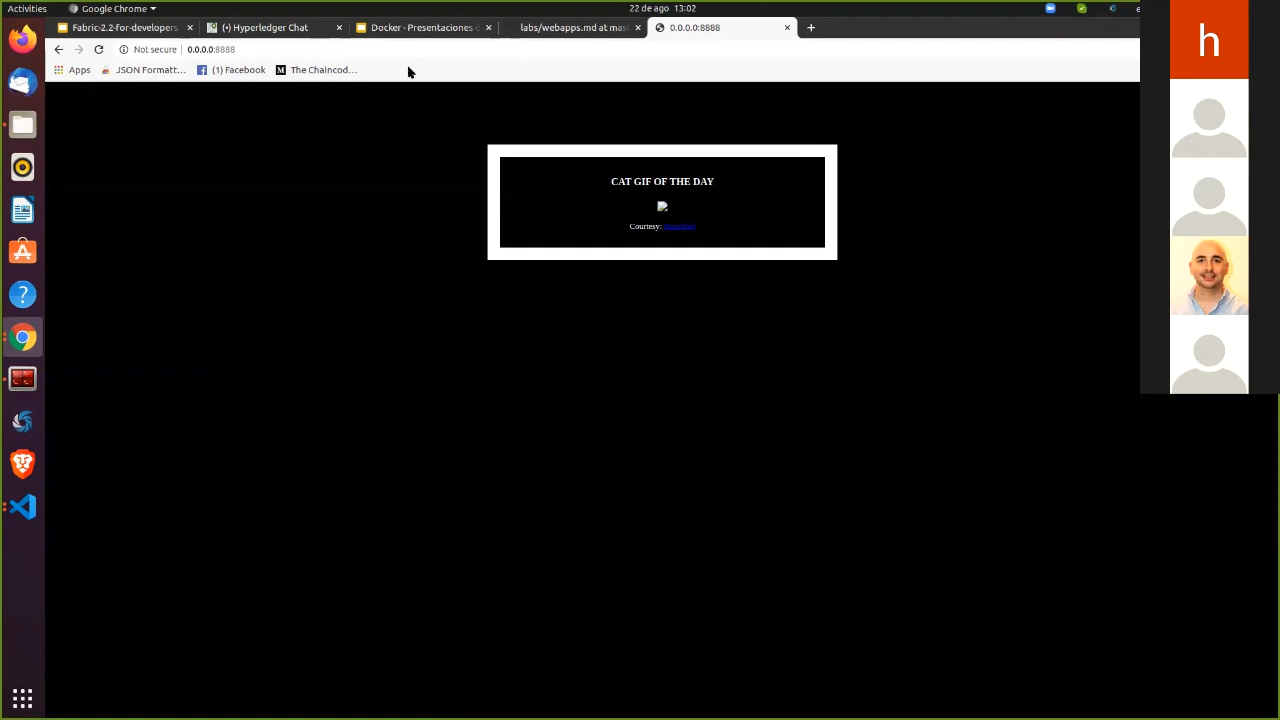 Activities
Google Chrome
22 de ago 13:02
Fabric-2.2-for-developers
(•) Hyperledger Chat
Docker - Presentaciones
labs/webapps.md at mas
0.0.0.0:8888
Not secure
0.0.0.0:8888
Apps
JSON Formatt...
(1) Facebook
The Chaincod...
h
CAT GIF OF THE DAY
Courtesy: